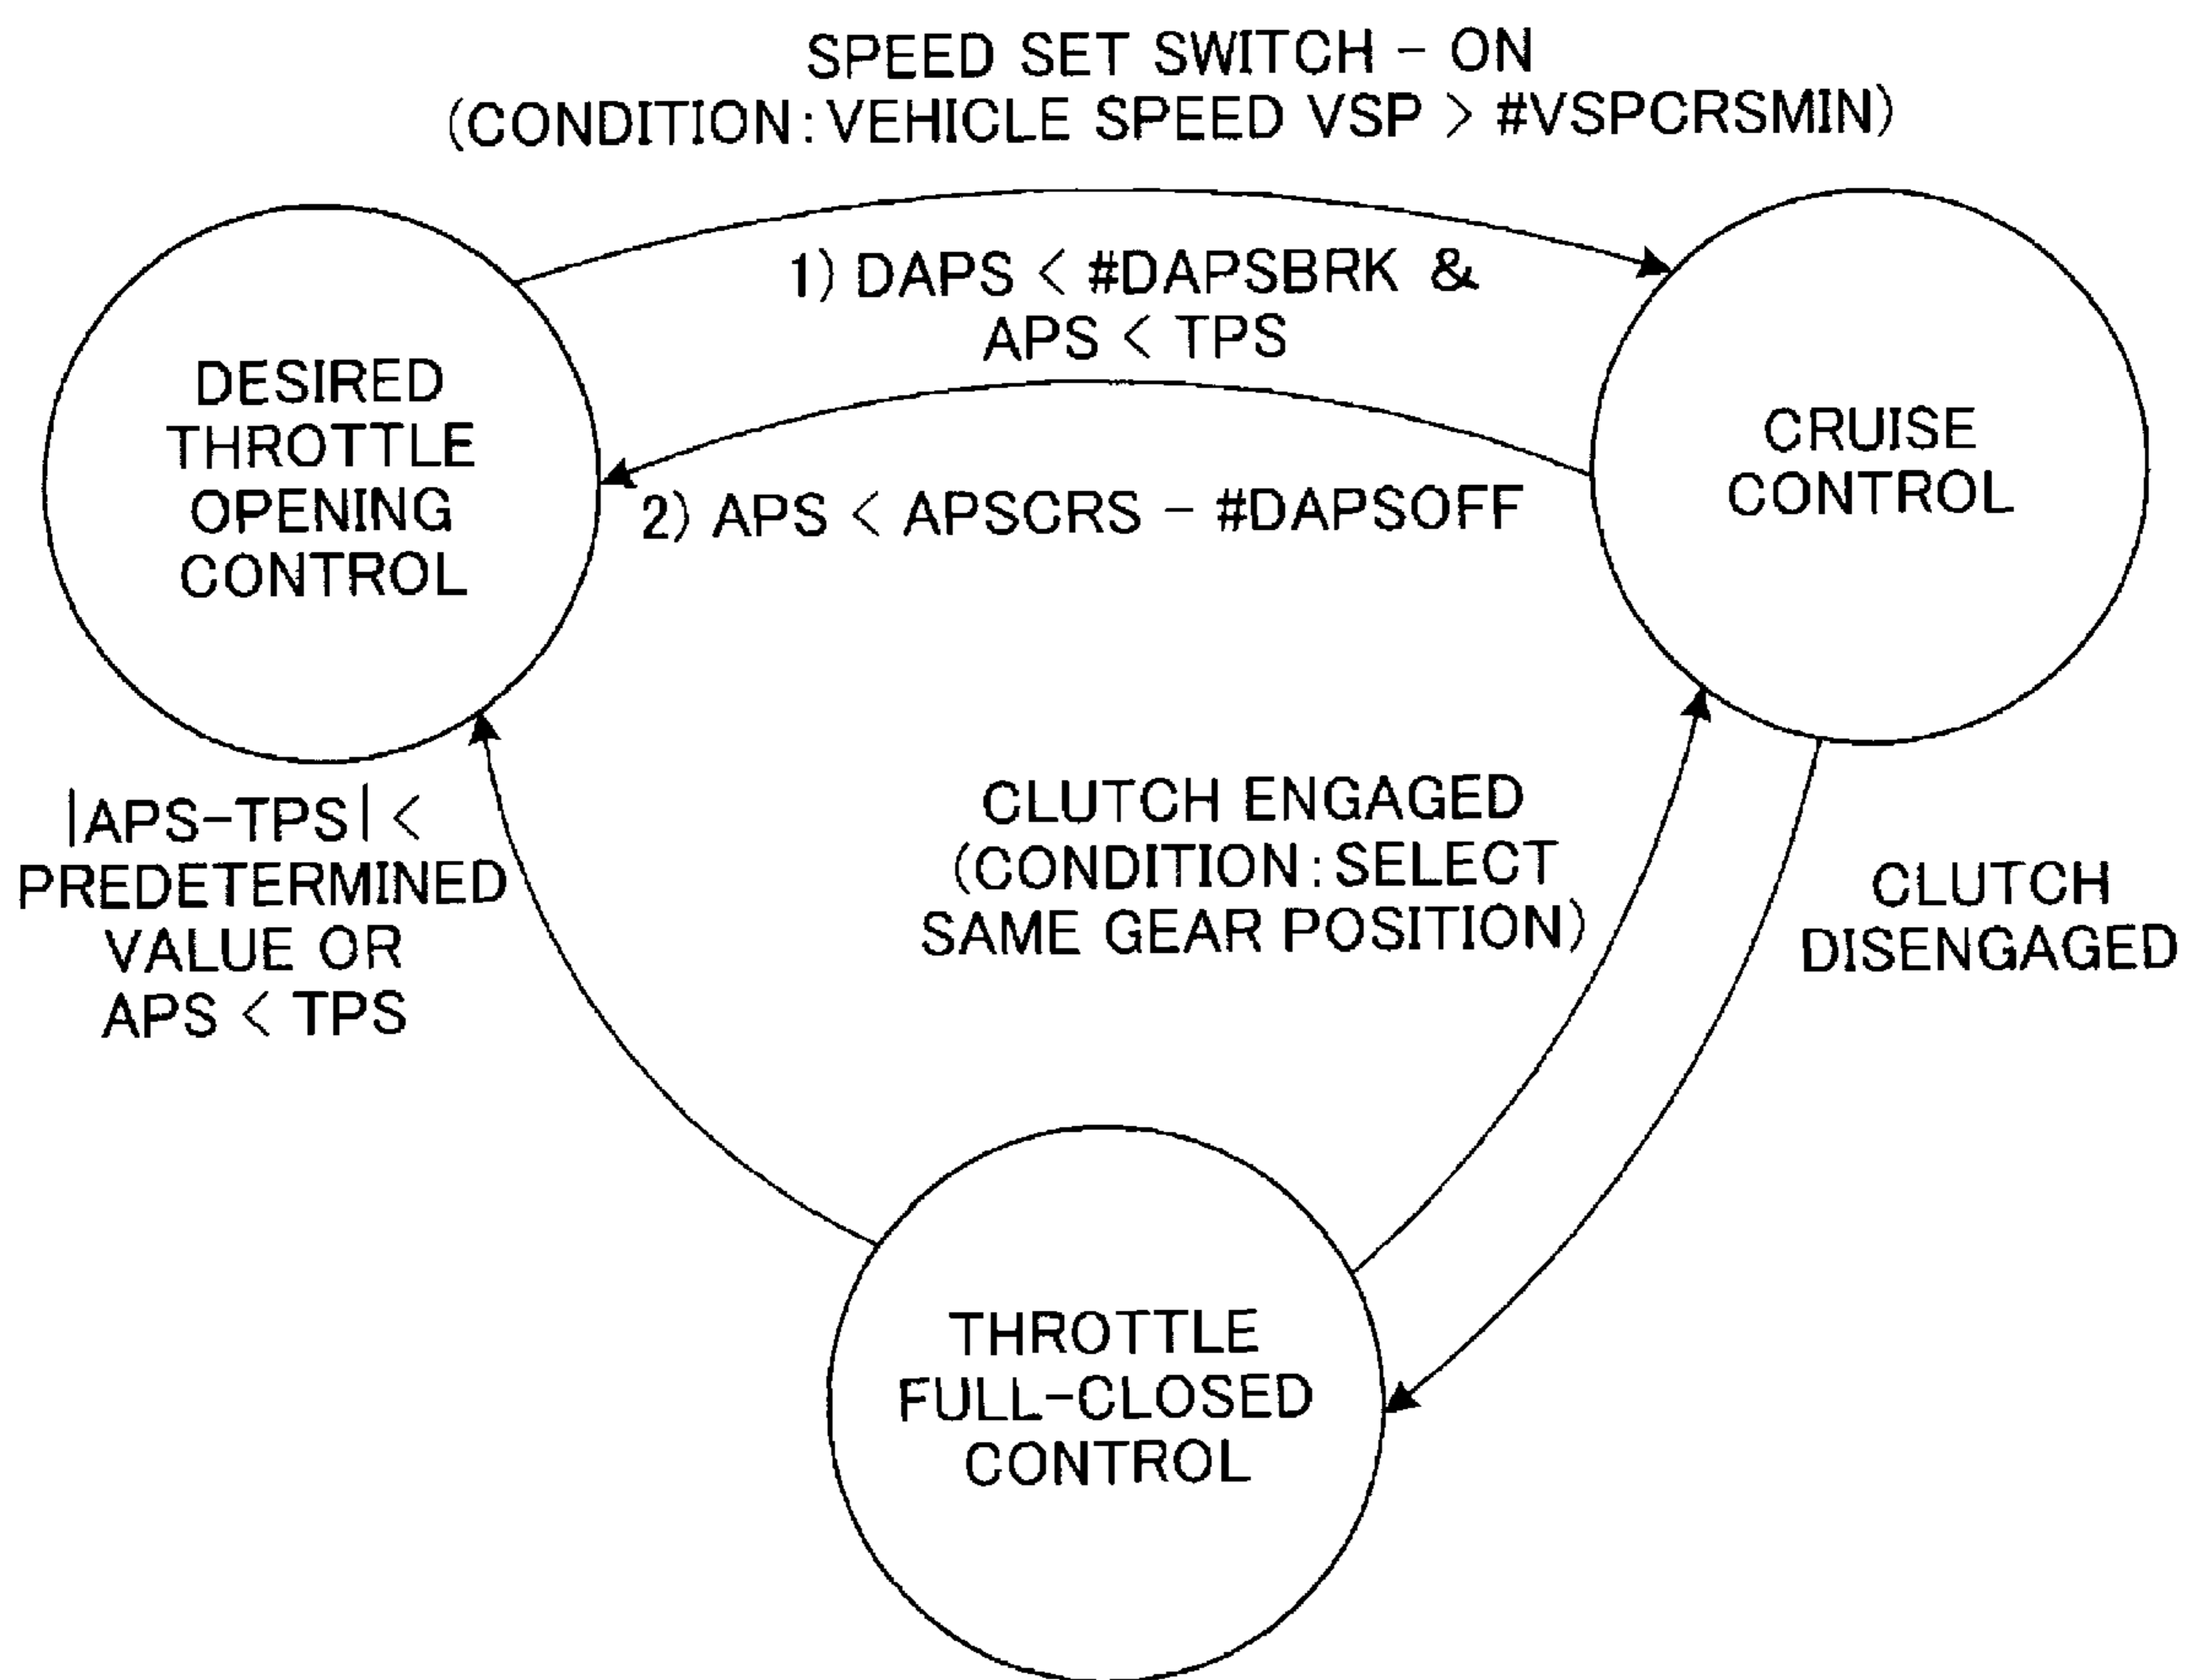 SPEED SET SWITCH - ON
(CONDITION:VEHICLE SPEED VSP > #VSPCRSMIN)
1) DAPS < #DAPSBRK &
APS < TPS
DESIRED
THROTTLE
OPENING
CONTROL
CRUISE
CONTROL
2) APS < APSCRS - #DAPSOFF
|APS-TPS| <
PREDETERMINED
VALUE OR
APS < TPS
CLUTCH ENGAGED
(CONDITION:SELECT
SAME GEAR POSITION)
CLUTCH
DISENGAGED
THROTTLE
FULL-CLOSED
CONTROL